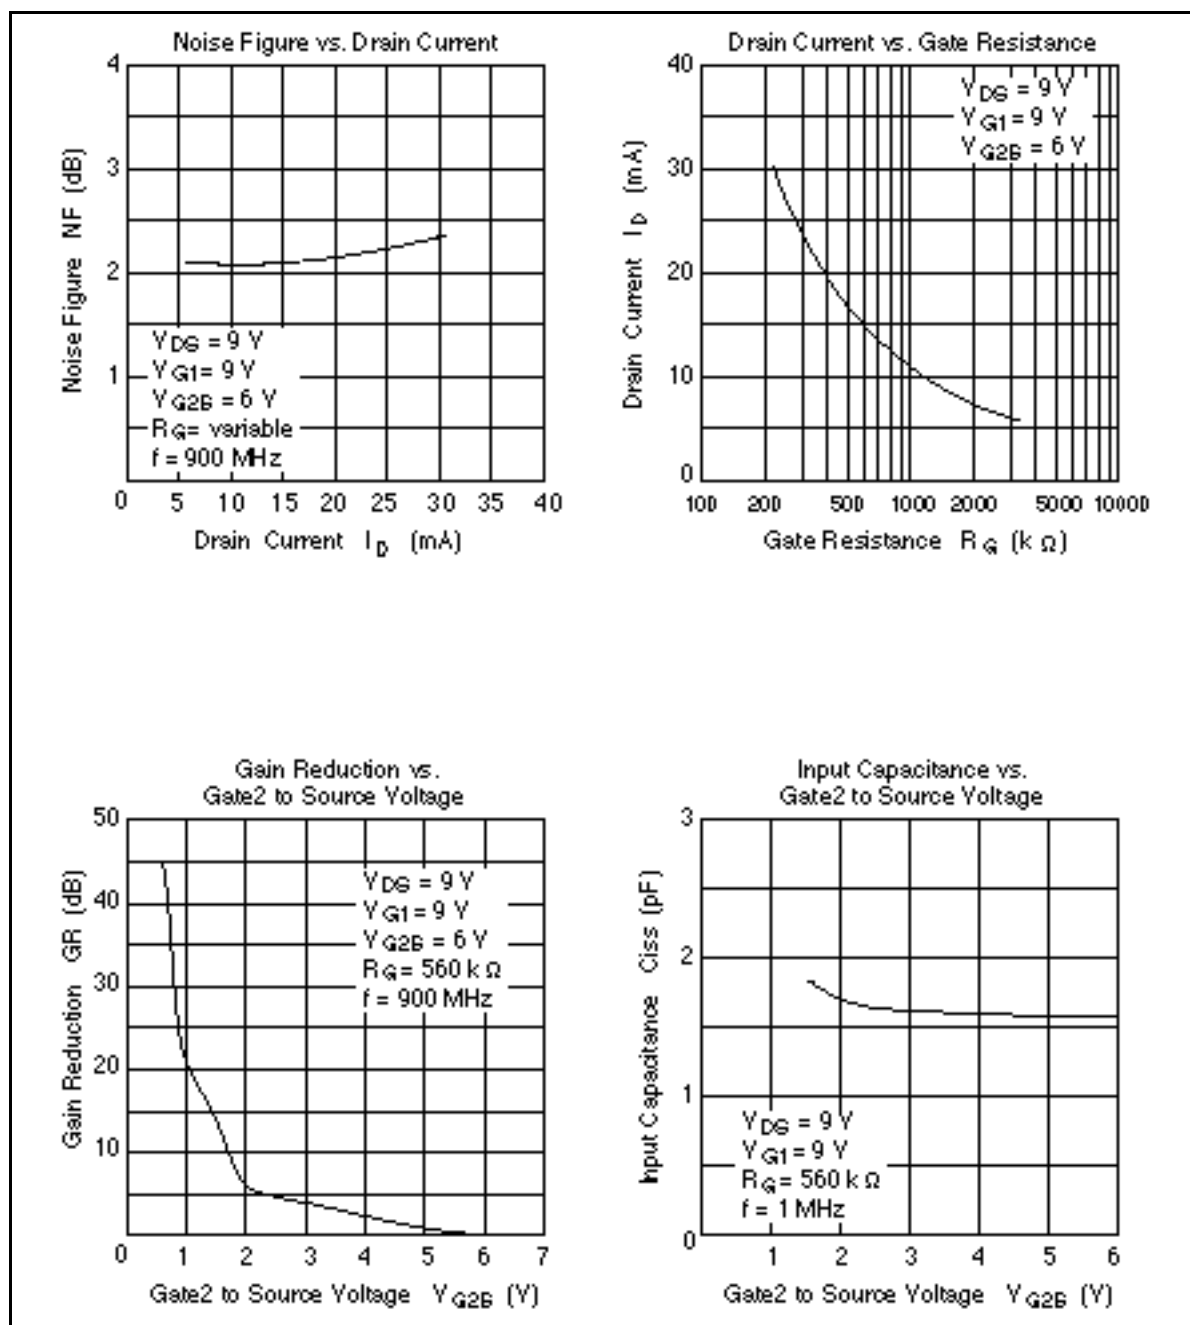 Noise Figure vs. Drain Current
4
3
2
1
Noise Figure NF (dB)
V DS = 9 V
V G1 = 9 V
V G2S = 6 V
R G = variable
f = 900 MHz
0 5 10 15 20 25 30 35 40
Drain Current I D (mA)
Drain Current vs. Gate Resistance
40
30
20
10
0
Drain Current I D (mA)
V DS = 9 V
V G1 = 9 V
V G2S = 6 V
100 200 500 1000 2000 5000 10000
Gate Resistance R G (k Ω)
Gain Reduction vs.
Gate2 to Source Voltage
50
40
30
20
10
Gain Reduction GR (dB)
V DS = 9 V
V G1 = 9 V
V G2S = 6 V
R G = 560 k Ω
f = 900 MHz
0 1 2 3 4 5 6 7
Gate2 to Source Voltage V G2S (V)
Input Capacitance vs.
Gate2 to Source Voltage
3
2
1
0
Input Capacitance Ciss (pF)
V DS = 9 V
V G1 = 9 V
R G = 560 k Ω
f = 1 MHz
1 2 3 4 5 6
Gate2 to Source Voltage V G2S (V)